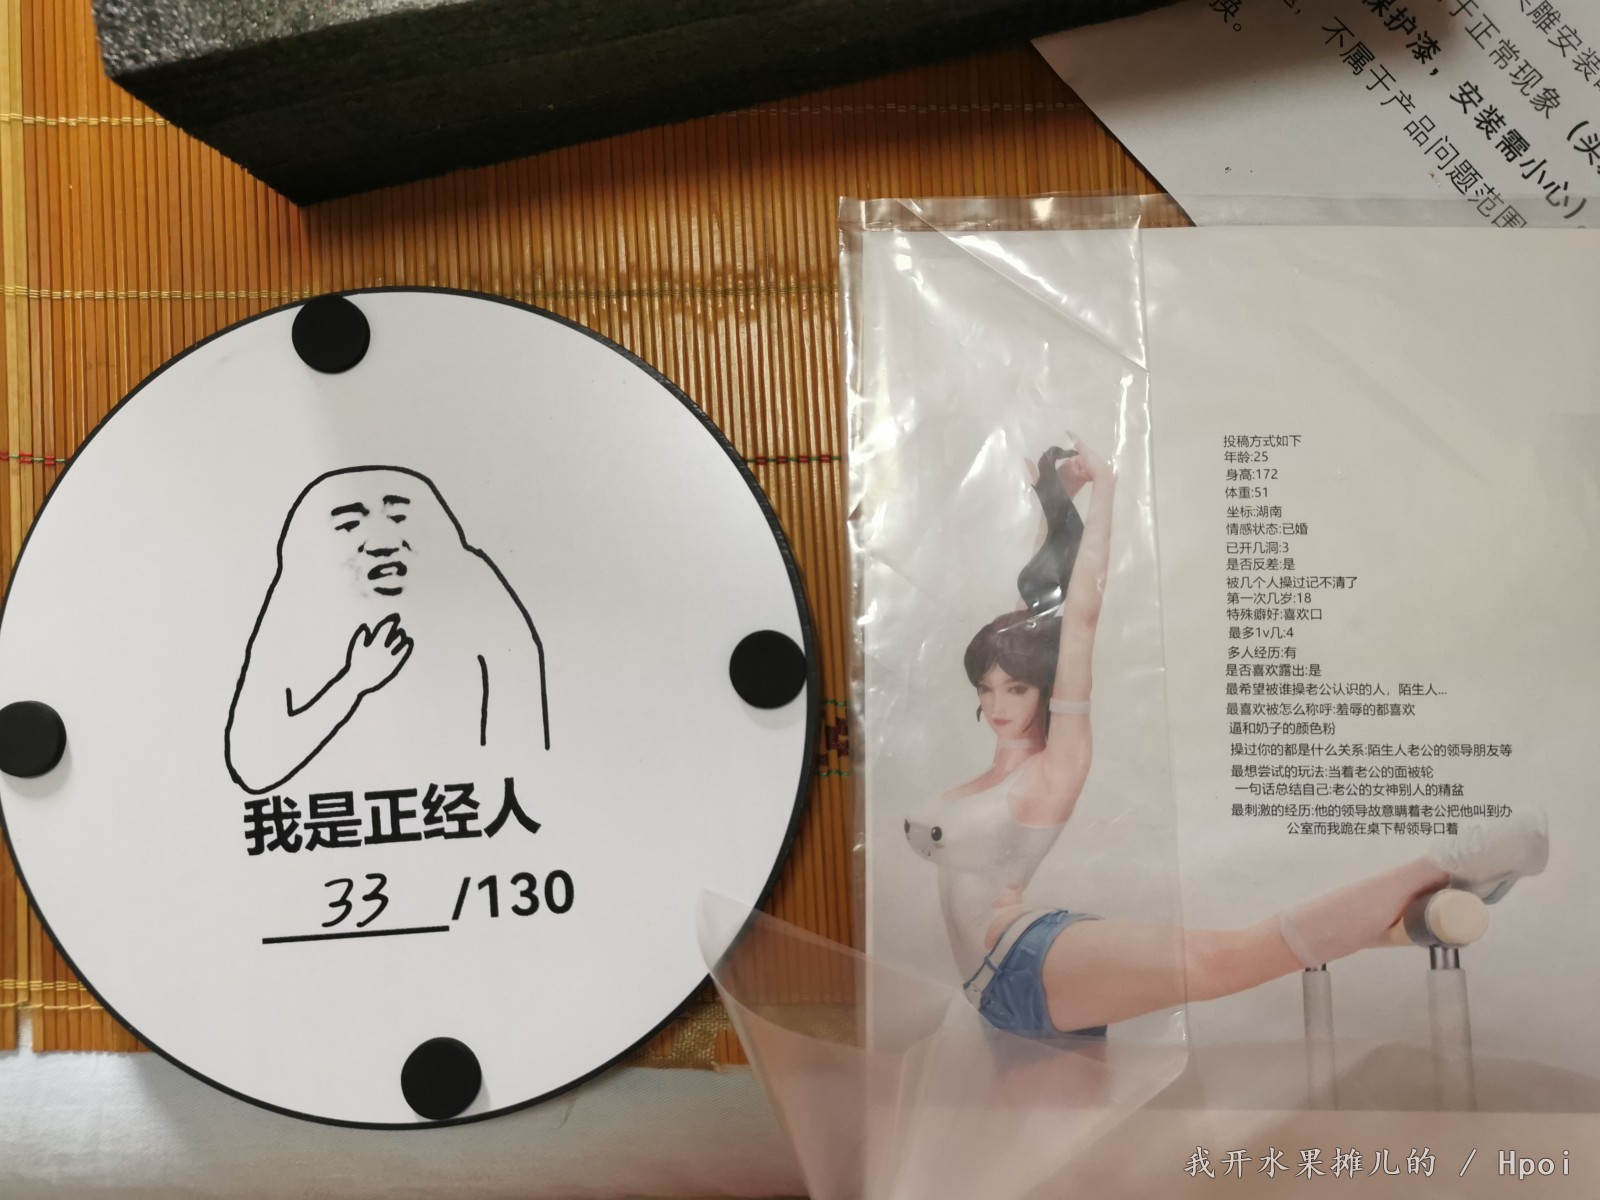 雕安装
于正常现象（头
保护漆，安装需小心）
不属于产品问题范围
换。
我是正经人
33/130
投稿方式如下
年龄:25
身高:172
体重:51
坐标:湖南
情感状态:已婚
已开几洞:3
是否反差:是
被几个人操过记不清了
第一次几岁:18
特殊癖好:喜欢口
最多1v几:4
多人经历:有
是否喜欢露出:是
最希望被谁操老公认识的人，陌生人...
最喜欢被怎么称呼:羞辱的都喜欢
逼和奶子的颜色粉
操过你的都是什么关系:陌生人老公的领导朋友等
最想尝试的玩法:当着老公的面被轮
一句话总结自己:老公的女神别人的精盆
最刺激的经历:他的领导故意瞒着老公把他叫到办
公室而我跪在桌下帮领导口着
我开水果摊儿的 / Hpoi